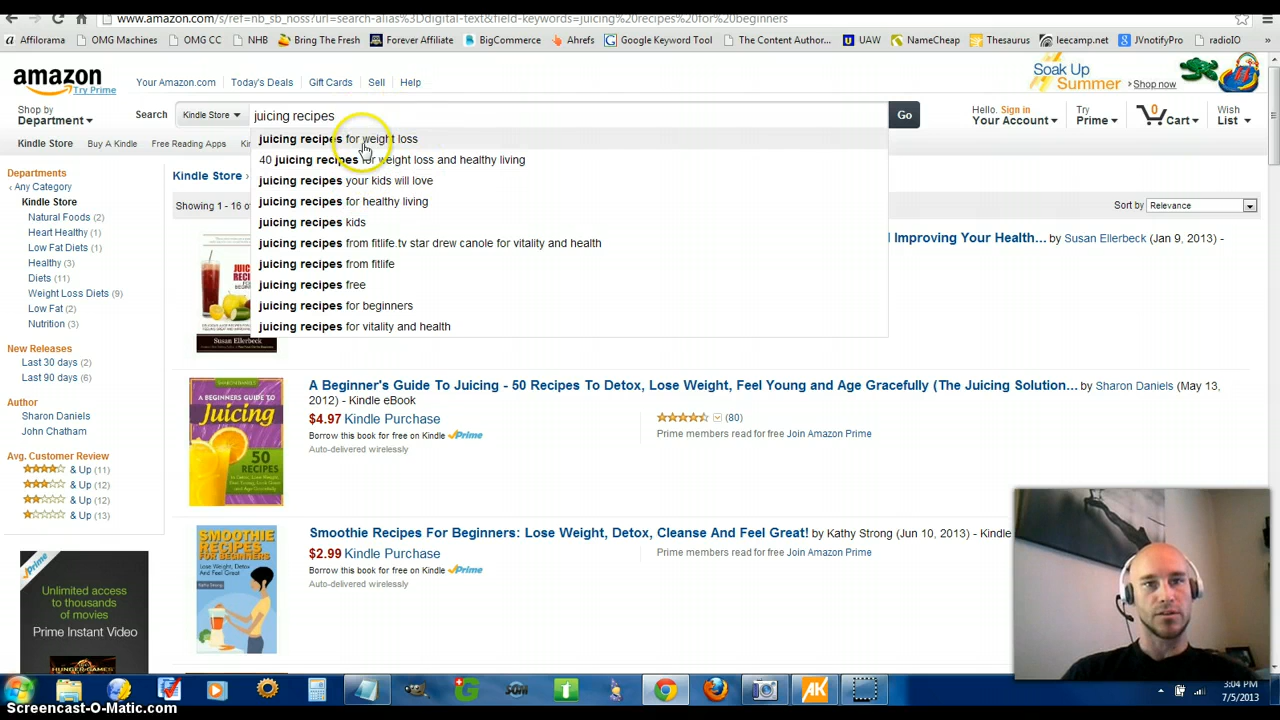 www.amazon.com/s/ref=nb_sb_noss?url=search-alias%3Ddigital-text&field-keywords=juicing%20recipes%20for%20beginners
Affilorama
OMG Machines
OMG CC
NHB
Bring The Fresh
Forever Affiliate
BigCommerce
Ahrefs
Google Keyword Tool
The Content Author...
UAW
NameCheap
Thesaurus
leecamp.net
JVnotifyPro
radioIO
»
amazon
Try Prime
Your Amazon.com
Today's Deals
Gift Cards
Sell
Help
Soak Up
Summer
› Shop now
Shop by
Department
Search
Kindle Store
juicing recipes
Go
Hello. Sign in
Your Account
Try
Prime
0
Cart
Wish
List
Kindle Store
Buy A Kindle
Free Reading Apps
juicing recipes for weight loss
40 juicing recipes for weight loss and healthy living
juicing recipes your kids will love
juicing recipes for healthy living
juicing recipes kids
juicing recipes from fitlife.tv star drew canole for vitality and health
juicing recipes from fitlife
juicing recipes free
juicing recipes for beginners
juicing recipes for vitality and health
Departments
‹ Any Category
Kindle Store
Natural Foods (2)
Heart Healthy (1)
Low Fat Diets (1)
Healthy (3)
Diets (11)
Weight Loss Diets (9)
Low Fat (2)
Nutrition (3)
New Releases
Last 30 days (2)
Last 90 days (6)
Author
Sharon Daniels
John Chatham
Avg. Customer Review
& Up (11)
& Up (12)
& Up (12)
& Up (13)
Prime
Unlimited access
to thousands
of movies
Prime Instant Video
Kindle Store ›
Showing 1 - 16 o
Sort by
Relevance
Improving Your Health... by Susan Ellerbeck (Jan 9, 2013) -
Susan Ellerbeck
A Beginner's Guide To Juicing - 50 Recipes To Detox, Lose Weight, Feel Young and Age Gracefully (The Juicing Solution... by Sharon Daniels (May 13,
2012) - Kindle eBook
$4.97 Kindle Purchase
Borrow this book for free on Kindle Prime
Auto-delivered wirelessly
(80)
Prime members read for free Join Amazon Prime
SHARON DANIELS
A BEGINNER'S GUIDE TO
Juicing
50
RECIPES
Smoothie Recipes For Beginners: Lose Weight, Detox, Cleanse And Feel Great! by Kathy Strong (Jun 10, 2013) - Kindle
$2.99 Kindle Purchase
Borrow this book for free on Kindle Prime
Auto-delivered wirelessly
Prime members read for free Join Amazon Prime
SMOOTHIE
RECIPES
FOR BEGINNERS
Lose Weight, Detox
And Feel Great
3:04 PM
7/5/2013
Screencast-O-Matic.com